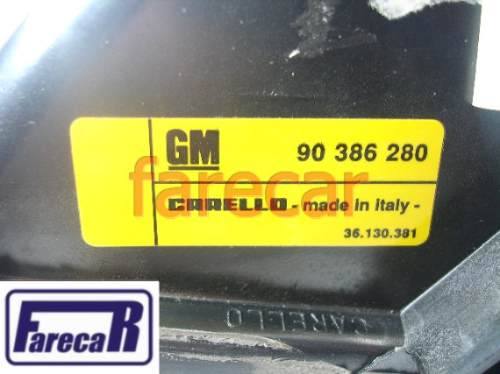 GM 90 386 280
farecar
CARELLO - made in Italy -
36.130.381
CARELLO
FARECAR